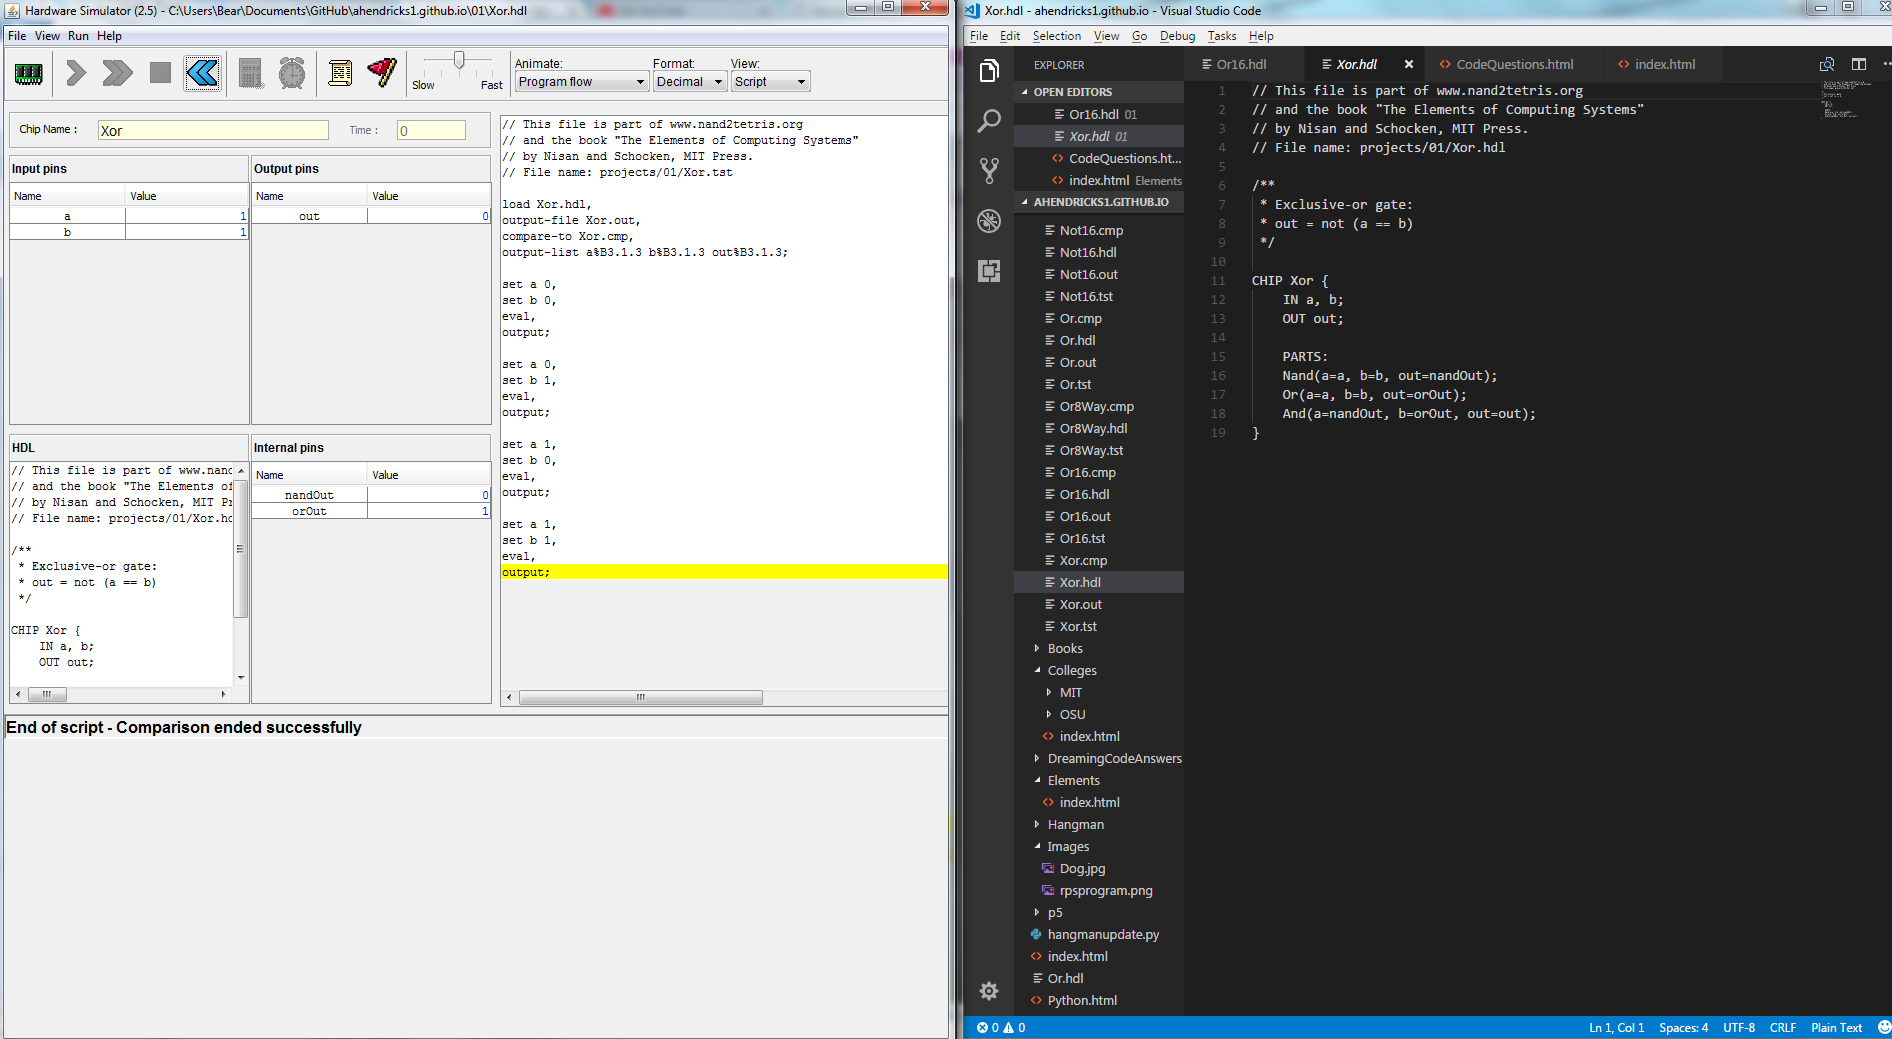 Hardware Simulator (2.5) - C:\Users\Bear\Documents\GitHub\ahendricks1.github.io\01\Xor.hdl
File View Run Help
Slow Fast
Animate: Format: View:
Program flow Decimal Script
Chip Name : Xor Time : 0
Input pins
Name Value
a 1
b 1
Output pins
Name Value
out 0
HDL
// This file is part of www.nand
// and the book "The Elements of
// by Nisan and Schocken, MIT Pr
// File name: projects/01/Xor.hd
/**
* Exclusive-or gate:
* out = not (a == b)
*/
CHIP Xor {
IN a, b;
OUT out;
Internal pins
Name Value
nandOut 0
orOut 1
// This file is part of www.nand2tetris.org
// and the book "The Elements of Computing Systems"
// by Nisan and Schocken, MIT Press.
// File name: projects/01/Xor.tst
load Xor.hdl,
output-file Xor.out,
compare-to Xor.cmp,
output-list a%B3.1.3 b%B3.1.3 out%B3.1.3;
set a 0,
set b 0,
eval,
output;
set a 0,
set b 1,
eval,
output;
set a 1,
set b 0,
eval,
output;
set a 1,
set b 1,
eval,
output;
End of script - Comparison ended successfully
Xor.hdl - ahendricks1.github.io - Visual Studio Code
File Edit Selection View Go Debug Tasks Help
EXPLORER
OPEN EDITORS
Or16.hdl 01
Xor.hdl 01
CodeQuestions.ht...
index.html Elements
AHENDRICKS1.GITHUB.IO
Not16.cmp
Not16.hdl
Not16.out
Not16.tst
Or.cmp
Or.hdl
Or.out
Or.tst
Or8Way.cmp
Or8Way.hdl
Or8Way.tst
Or16.cmp
Or16.hdl
Or16.out
Or16.tst
Xor.cmp
Xor.hdl
Xor.out
Xor.tst
Books
Colleges
MIT
OSU
index.html
DreamingCodeAnswers
Elements
index.html
Hangman
Images
Dog.jpg
rpsprogram.png
p5
hangmanupdate.py
index.html
Or.hdl
Python.html
Or16.hdl Xor.hdl CodeQuestions.html index.html
1 // This file is part of www.nand2tetris.org
2 // and the book "The Elements of Computing Systems"
3 // by Nisan and Schocken, MIT Press.
4 // File name: projects/01/Xor.hdl
5
6 /**
7 * Exclusive-or gate:
8 * out = not (a == b)
9 */
10
11 CHIP Xor {
12 IN a, b;
13 OUT out;
14
15 PARTS:
16 Nand(a=a, b=b, out=nandOut);
17 Or(a=a, b=b, out=orOut);
18 And(a=nandOut, b=orOut, out=out);
19 }
0 0 Ln 1, Col 1 Spaces: 4 UTF-8 CRLF Plain Text